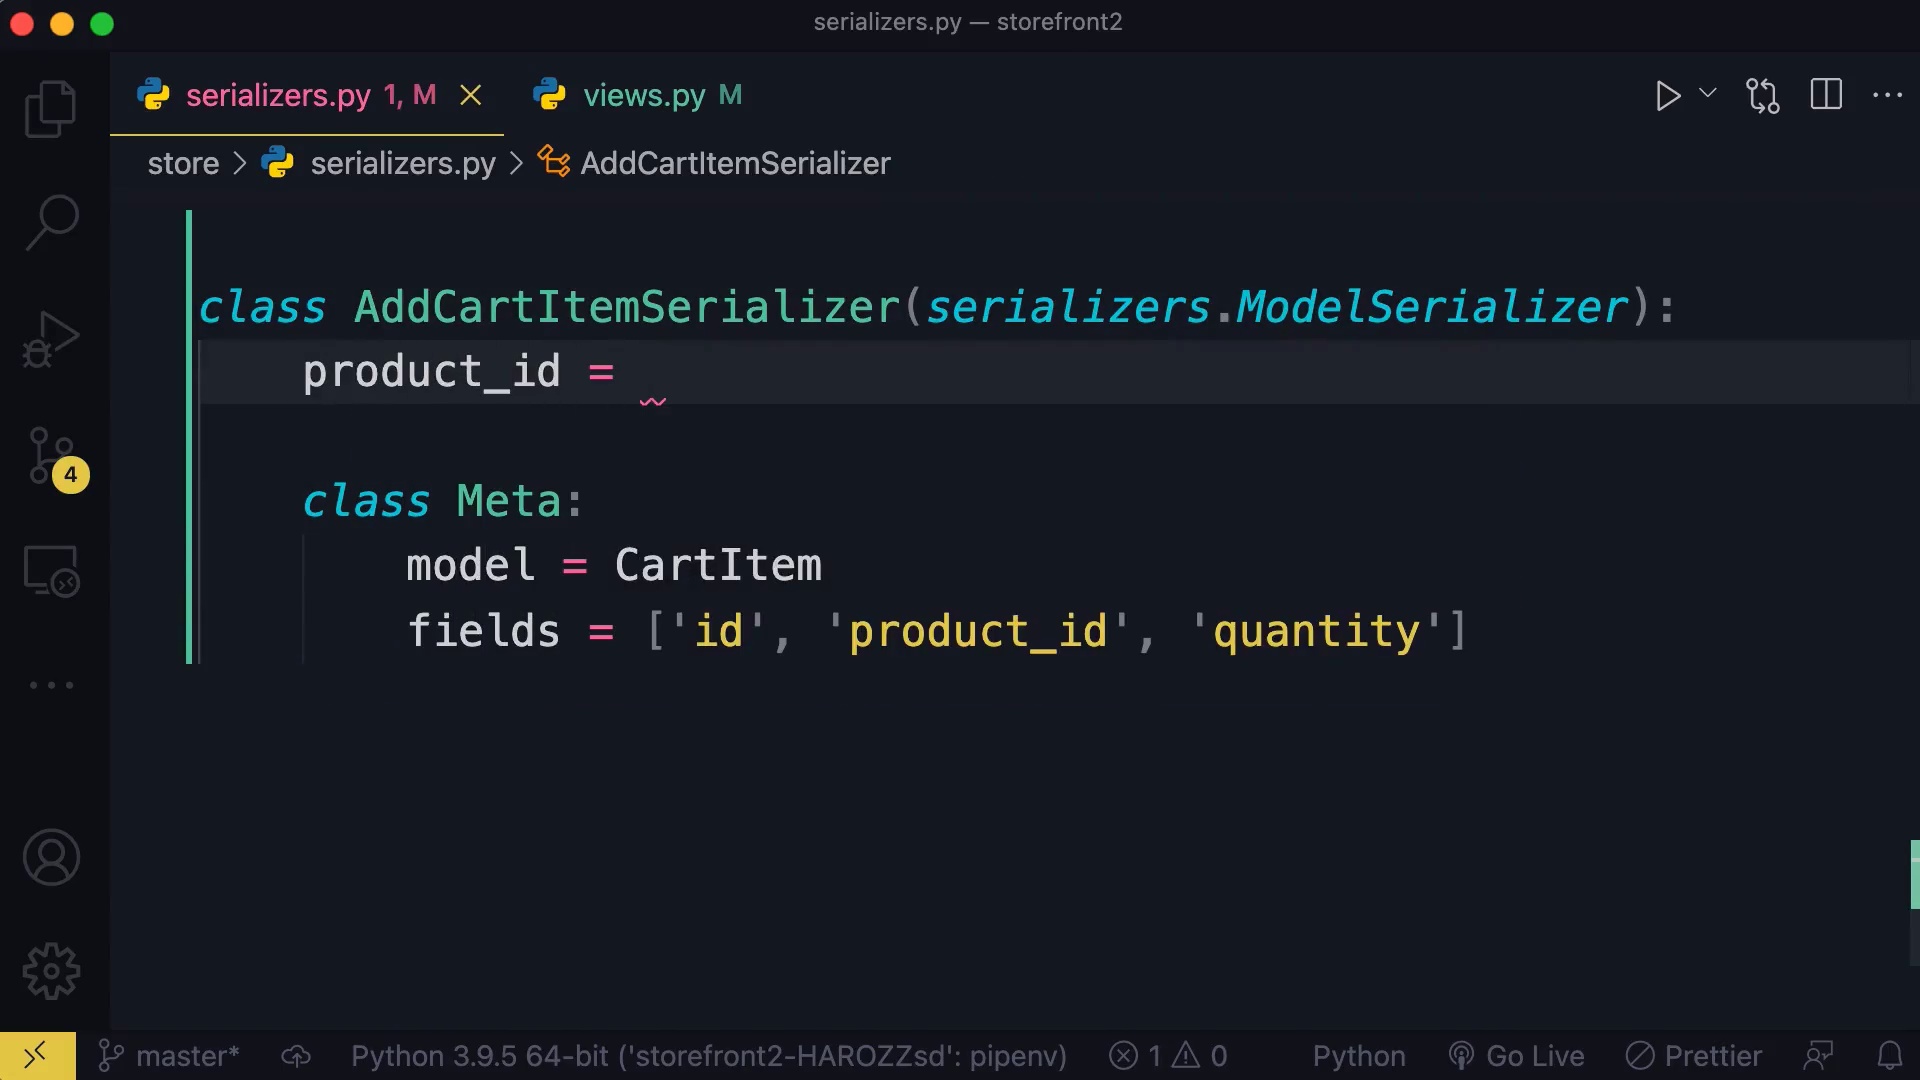 serializers.py — storefront2
serializers.py 1, M
views.py M
store > serializers.py > AddCartItemSerializer
class AddCartItemSerializer(serializers.ModelSerializer):
product_id =
class Meta:
model = CartItem
fields = ['id', 'product_id', 'quantity']
4
master*
Python 3.9.5 64-bit ('storefront2-HAROZZsd': pipenv)
1
0
Python
Go Live
Prettier